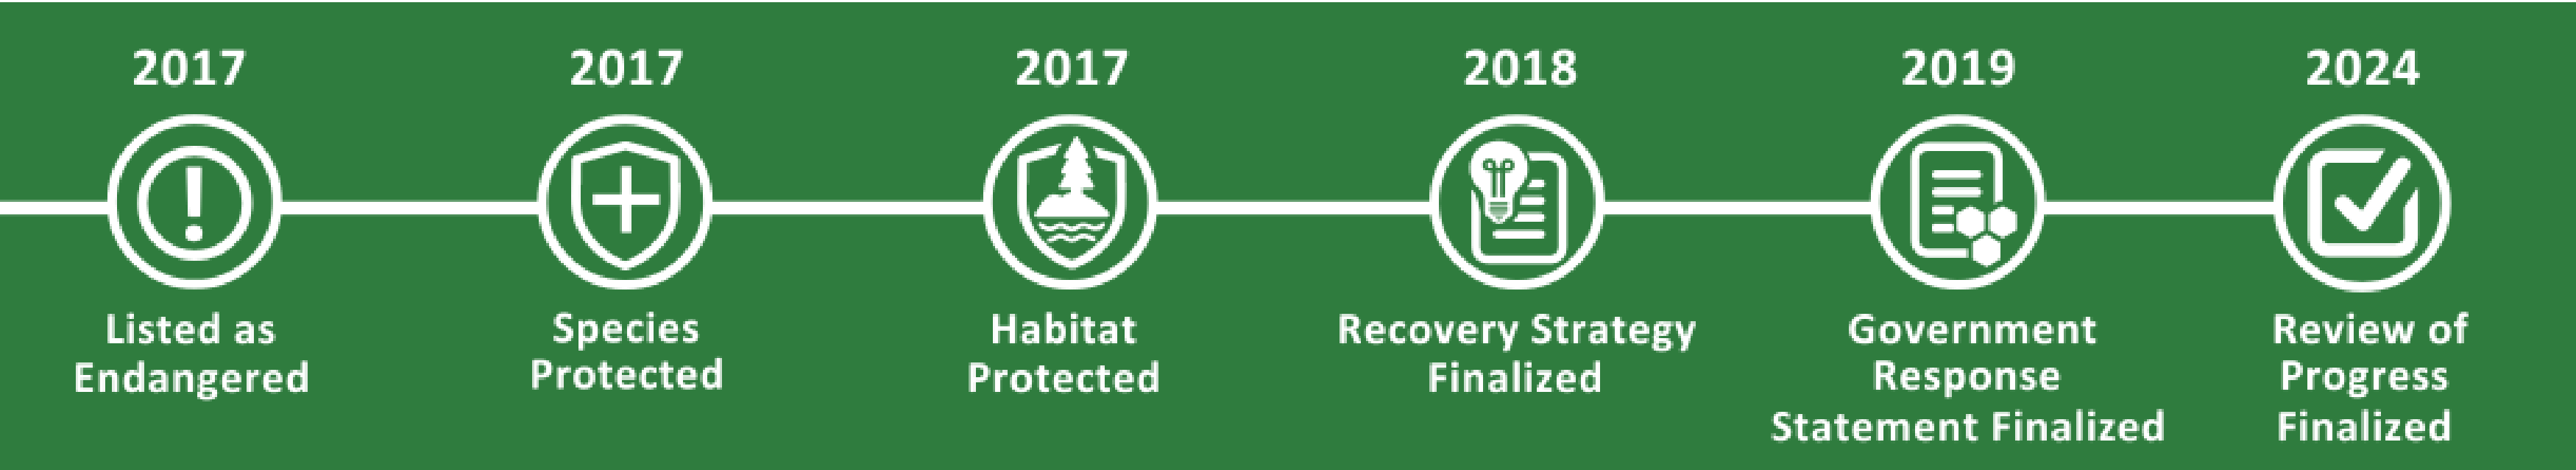 2017
Listed as
Endangered
2017
Species
Protected
2017
Habitat
Protected
2018
Recovery Strategy
Finalized
2019
Government
Response
Statement Finalized
2024
Review of
Progress
Finalized